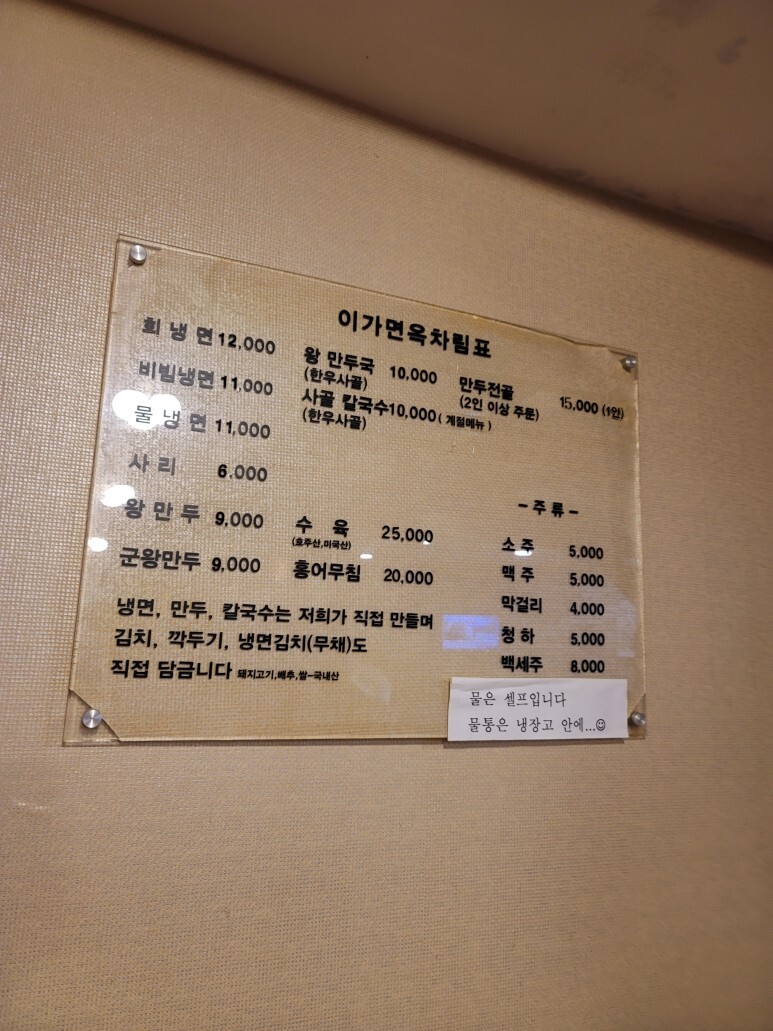 이가면옥차림표
회 냉 면 12,000
비빔냉면 11,000
물 냉 면 11,000
사 리 6,000
왕 만 두 9,000
군왕만두 9,000
왕 만두국 10,000
(한우사골)
사골 칼국수 10,000 ( 계절메뉴 )
(한우사골)
만두전골 15,000 (1인)
(2인 이상 주문)
수 육 25,000
(호주산,미국산)
홍어무침 20,000
- 주 류 -
소 주 5,000
맥 주 5,000
막걸리 4,000
청 하 5,000
백세주 8,000
냉면, 만두, 칼국수는 저희가 직접 만들며
김치, 깍두기, 냉면김치(무채)도
직접 담금니다 돼지고기,배추,쌀-국내산
물은 셀프입니다
물통은 냉장고 안에...☺